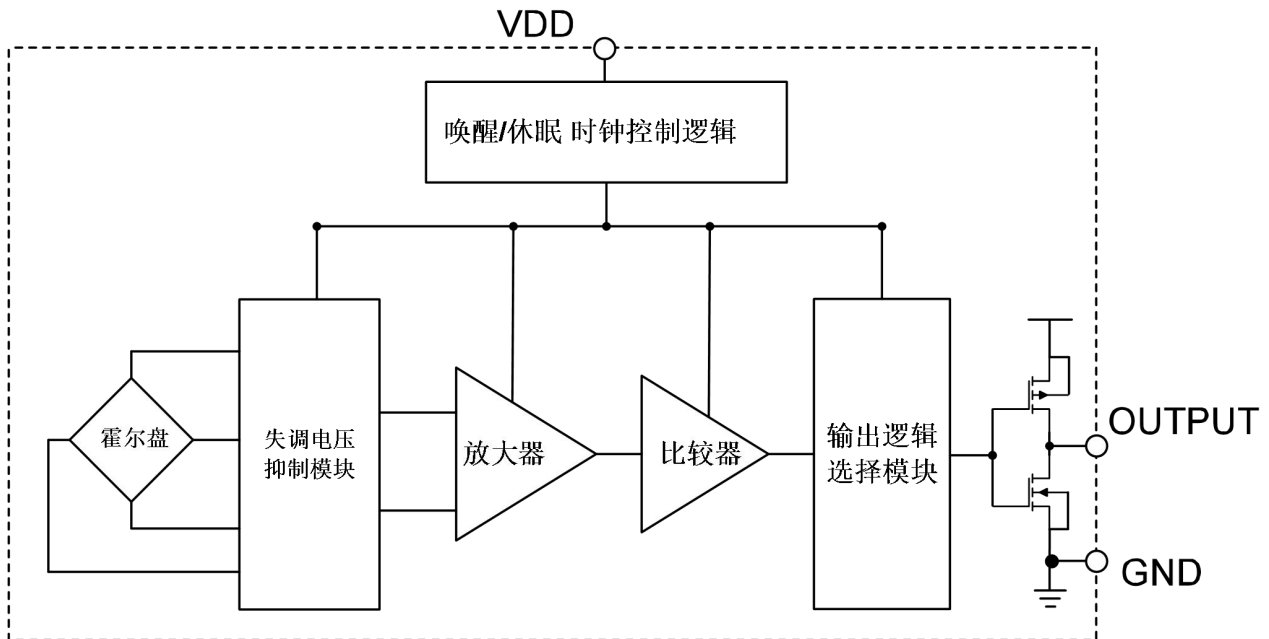 VDD
唤醒/休眠 时钟控制逻辑
霍尔盘
失调电压
抑制模块
放大器
比较器
输出逻辑
选择模块
OUTPUT
GND